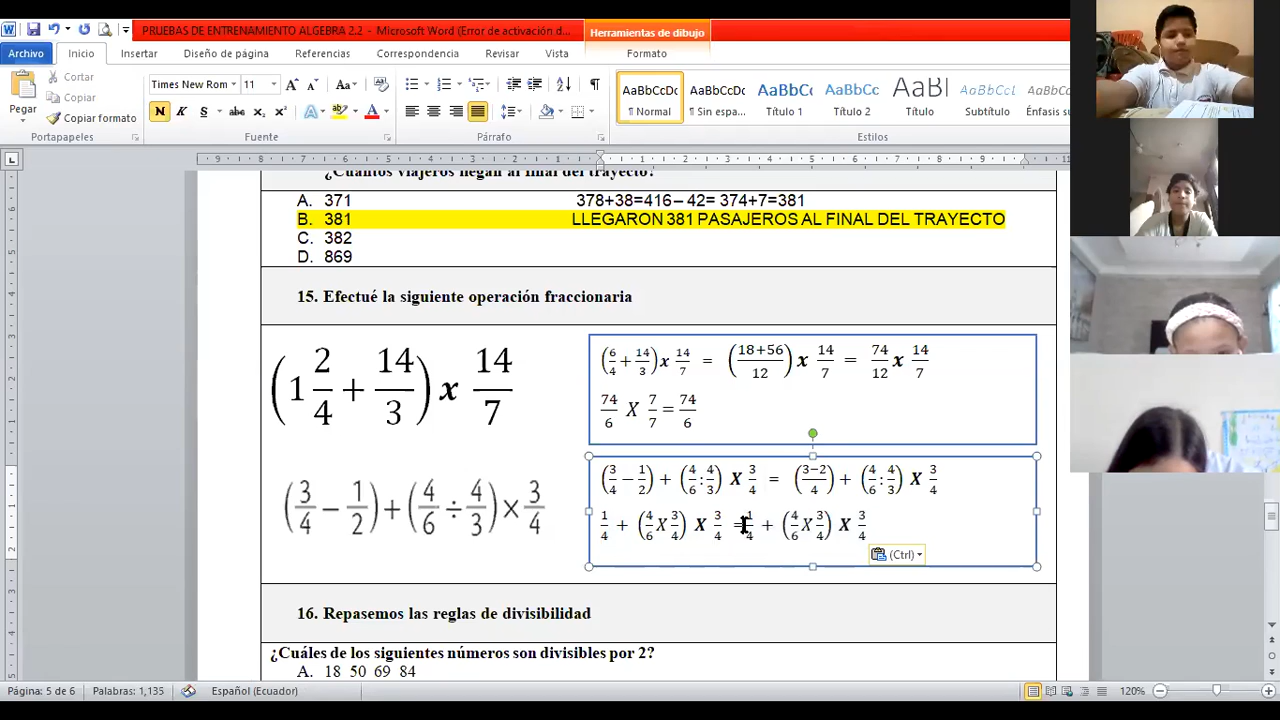 PRUEBAS DE ENTRENAMIENTO ALGEBRA 2.2 - Microsoft Word (Error de activación d...
Herramientas de dibujo
Archivo Inicio Insertar Diseño de página Referencias Correspondencia Revisar Vista Formato
Cortar
Copiar
Copiar formato
Pegar
Portapapeles
Times New Rom 11
N K S abc x₂ x²
Fuente
Párrafo
AaBbCcDc AaBbCcDc AaBbCc AaBbCc AaBl AaBbCcL AaBbCcDc
¶ Normal ¶ Sin espa... Título 1 Título 2 Título Subtítulo Énfasis su
Estilos
¿Cuántos viajeros llegan al final del trayecto?
A. 371 378+38=416 – 42= 374+7=381
B. 381 LLEGARON 381 PASAJEROS AL FINAL DEL TRAYECTO
C. 382
D. 869
15. Efectué la siguiente operación fraccionaria
(1 2/4 + 14/3) x 14/7
(6/4 + 14/3) x 14/7 = ((18+56)/12) x 14/7 = 74/12 x 14/7
74/6 X 7/7 = 74/6
(3/4 − 1/2) + (4/6 ÷ 4/3) × 3/4
(3/4 − 1/2) + (4/6 : 4/3) X 3/4 = ((3−2)/4) + (4/6 : 4/3) X 3/4
1/4 + (4/6 X 3/4) X 3/4 = 1/4 + (4/6 X 3/4) X 3/4
(Ctrl)
16. Repasemos las reglas de divisibilidad
¿Cuáles de los siguientes números son divisibles por 2?
A. 18 50 69 84
Página: 5 de 6 Palabras: 1,135 Español (Ecuador) 120%